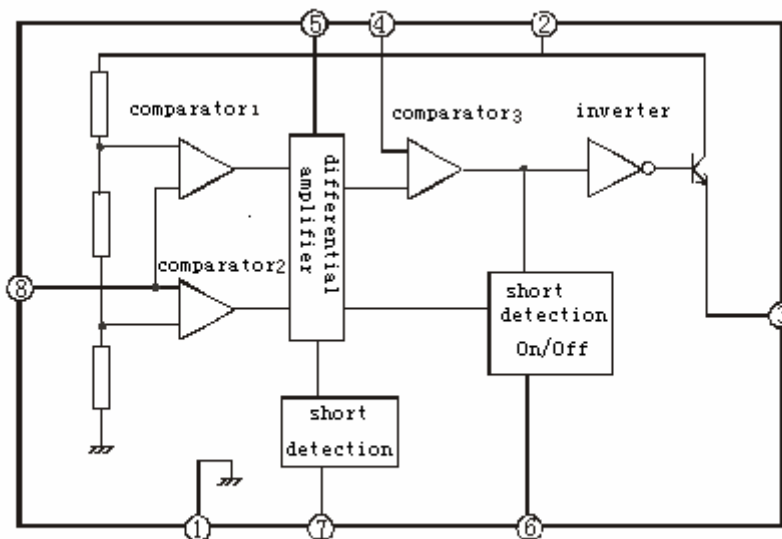 ⑤ ④ ②
comparator1
comparator3
inverter
differential
amplifier
comparator2
⑧
short
detection
On/Off
③
short
detection
① ⑦ ⑥